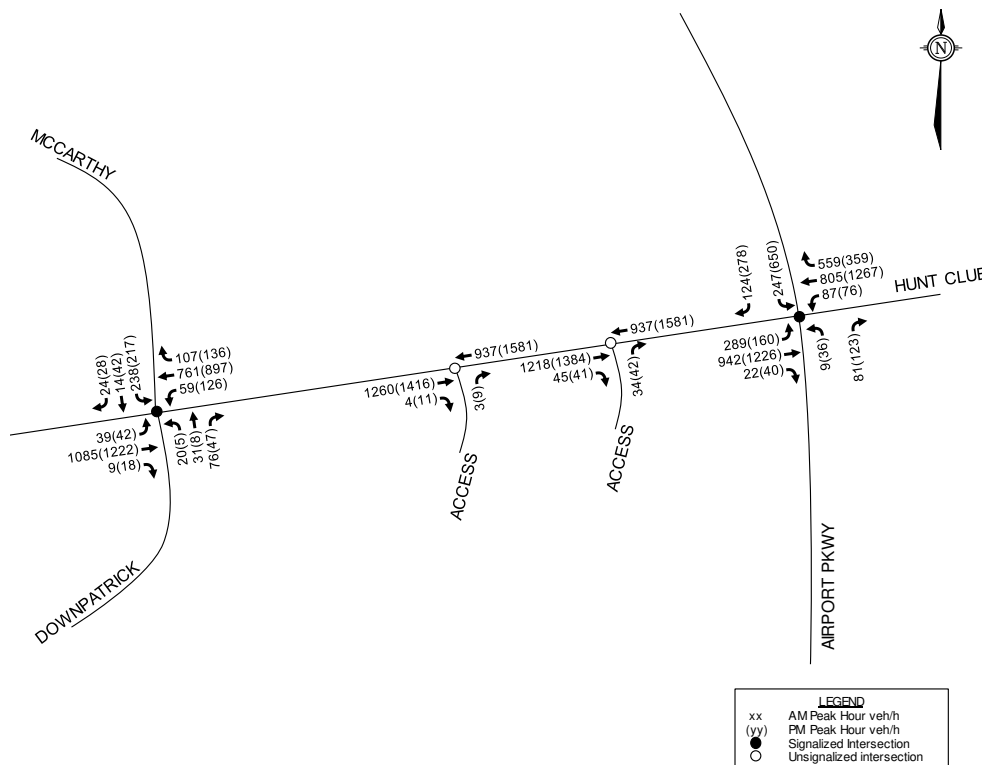 N
MCCARTHY
124(278)
247(650)
559(359)
805(1267)
87(76)
HUNT CLUB
937(1581)
937(1581)
24(28)
14(42)
238(217)
107(136)
761(897)
59(126)
1260(1416)
4(11)
3(9)
1218(1384)
45(41)
34(42)
289(160)
942(1226)
22(40)
9(36)
81(123)
39(42)
1085(1222)
9(18)
20(5)
31(8)
76(47)
ACCESS
ACCESS
DOWNPATRICK
AIRPORT PKWY
LEGEND
xx AM Peak Hour veh/h
(yy) PM Peak Hour veh/h
Signalized Intersection
Unsignalized intersection